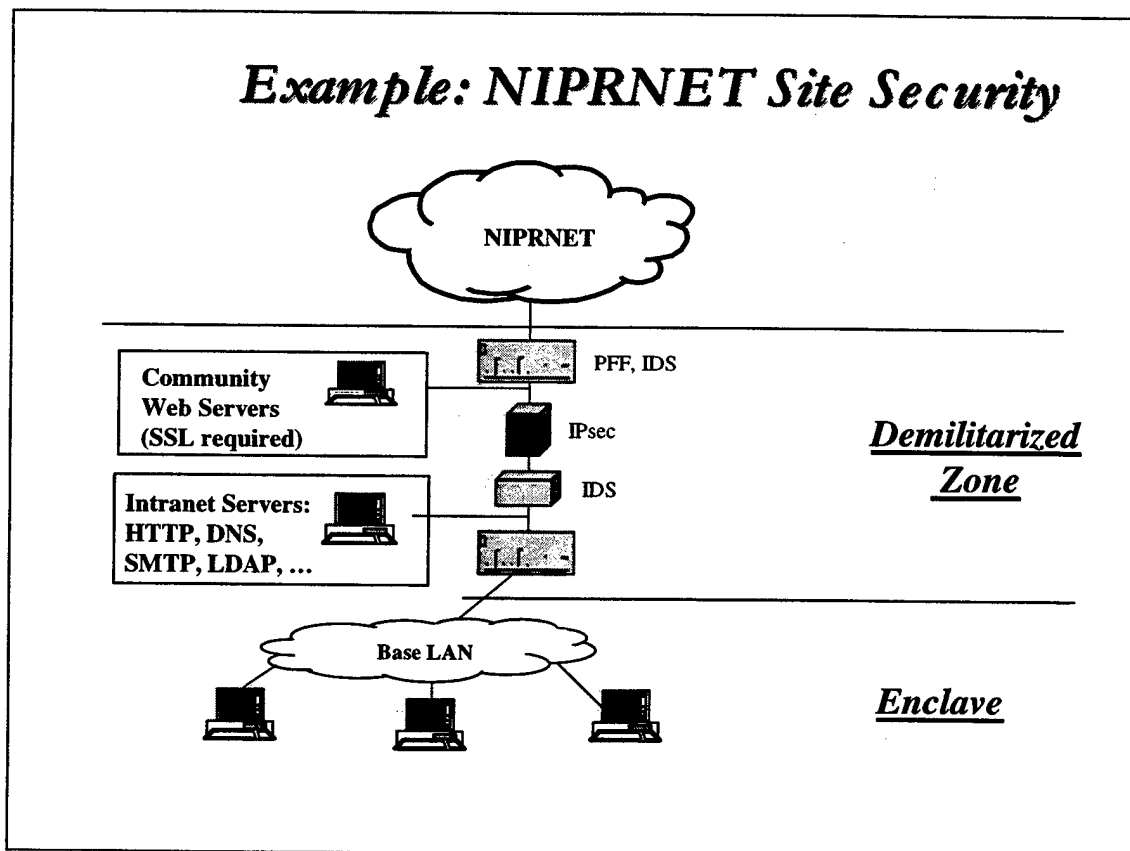 Example: NIPRNET Site Security
NIPRNET
PFF, IDS
Community
Web Servers
(SSL required)
IPsec
Demilitarized
Zone
IDS
Intranet Servers:
HTTP, DNS,
SMTP, LDAP, …
Base LAN
Enclave